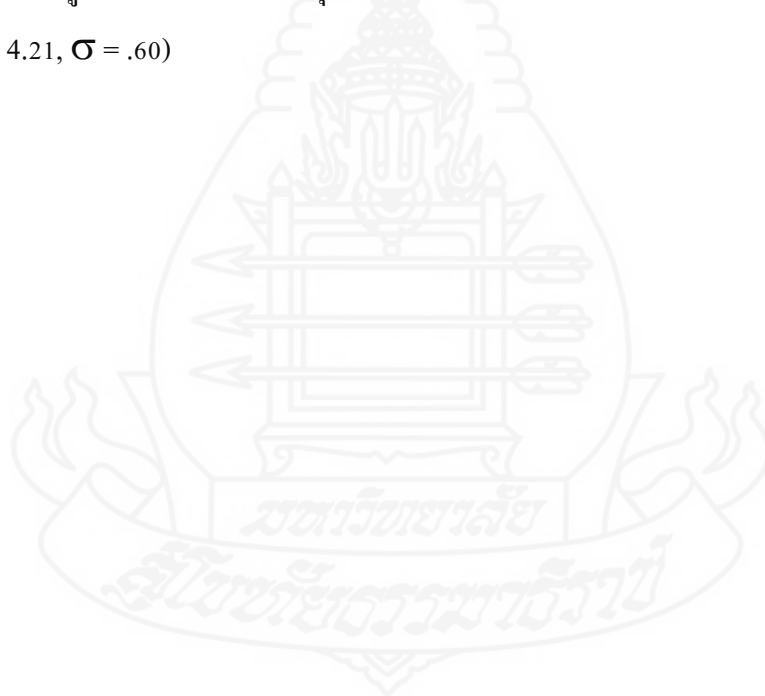 4.21, σ = .60)
มหาวิทยาลัย
สุโขทัยธรรมาธิราช